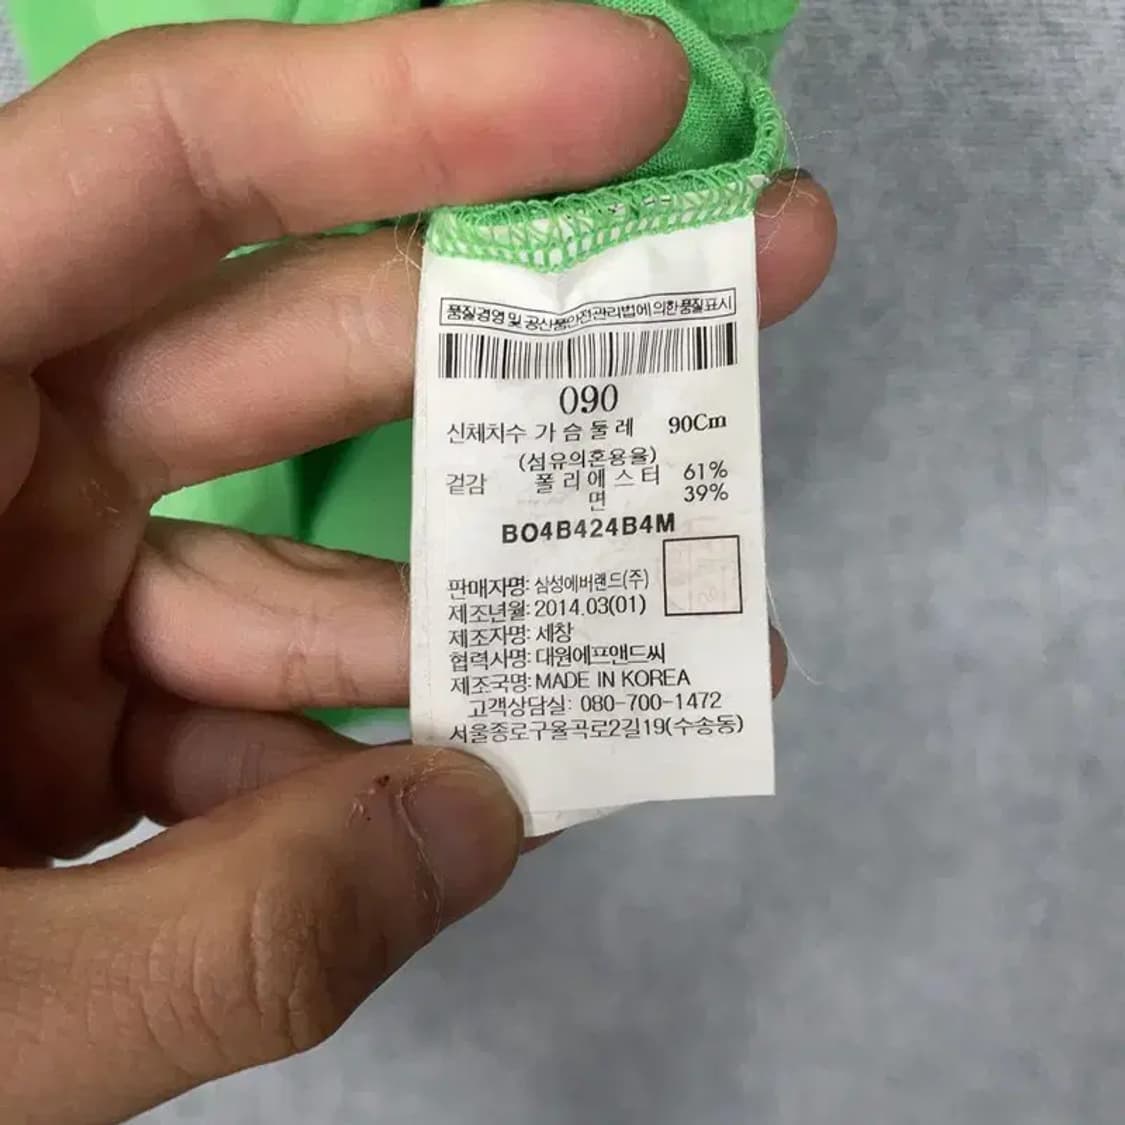 품질경영 및 공산품안전관리법에 의한 품질표시
090
신체치수 가슴둘레 90Cm
(섬유의혼용율)
겉감 폴리에스터 61%
면 39%
BO4B424B4M
판매자명: 삼성에버랜드(주)
제조년월: 2014.03(01)
제조자명: 세창
협력사명: 대원에프앤드씨
제조국명: MADE IN KOREA
고객상담실: 080-700-1472
서울종로구율곡로2길19(수송동)